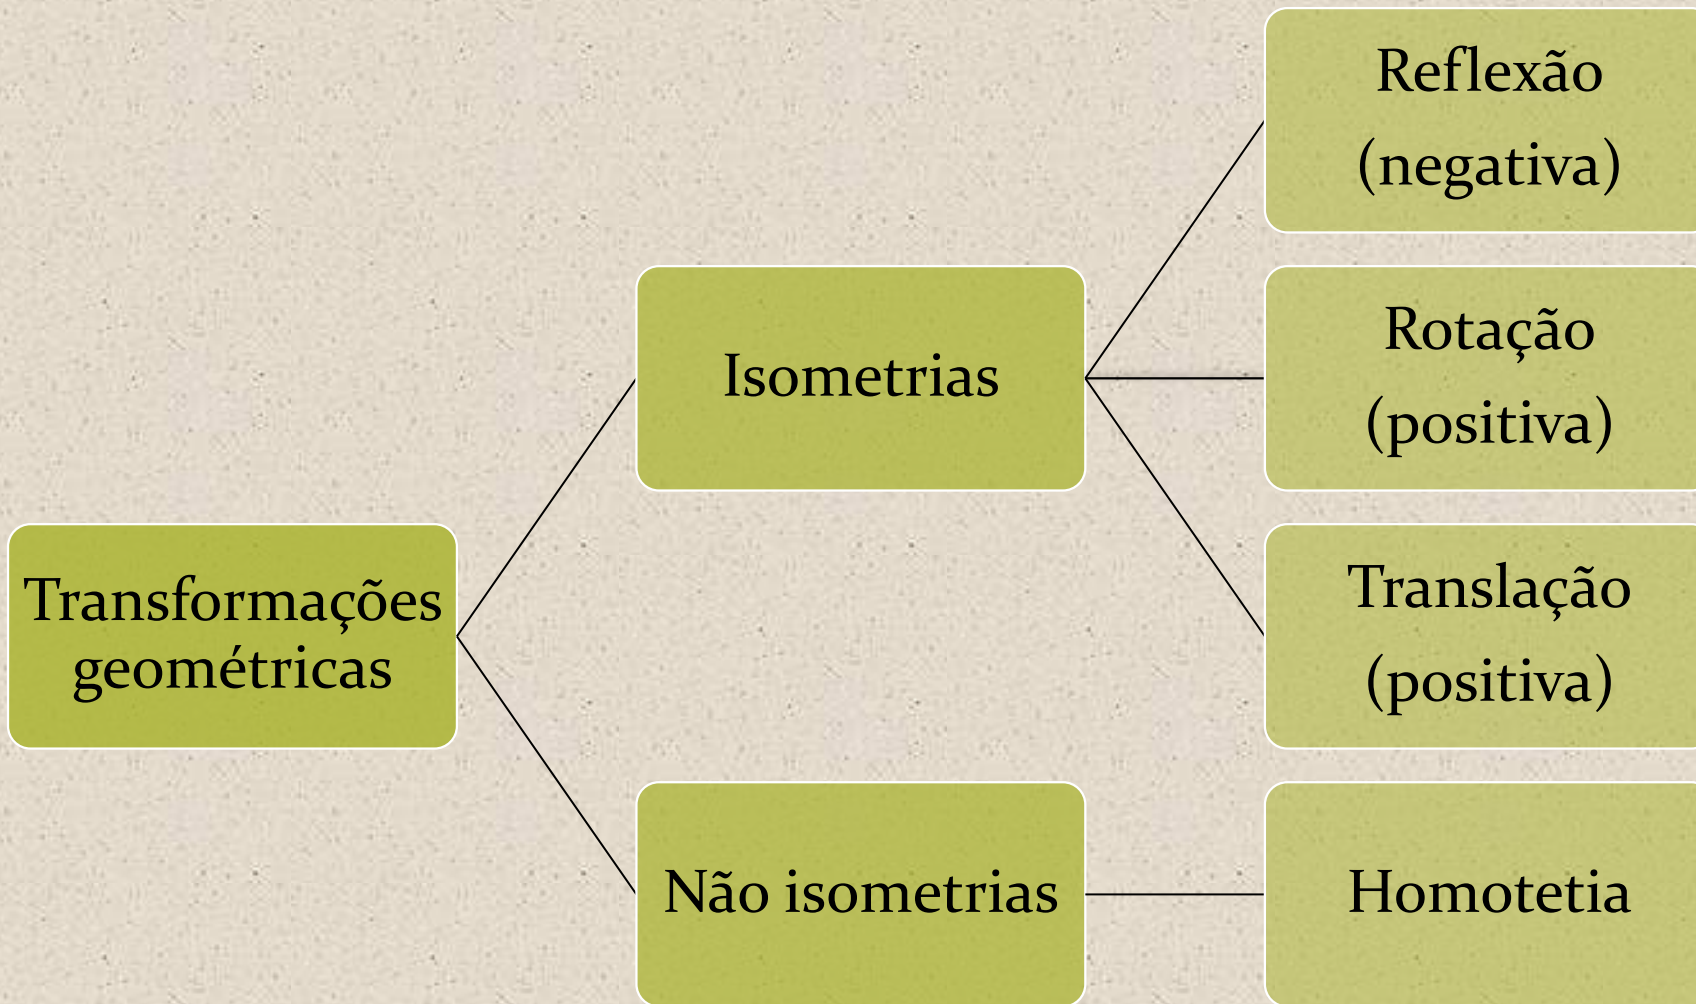 Transformações
geométricas
Isometrias
Reflexão
(negativa)
Rotação
(positiva)
Translação
(positiva)
Não isometrias
Homotetia